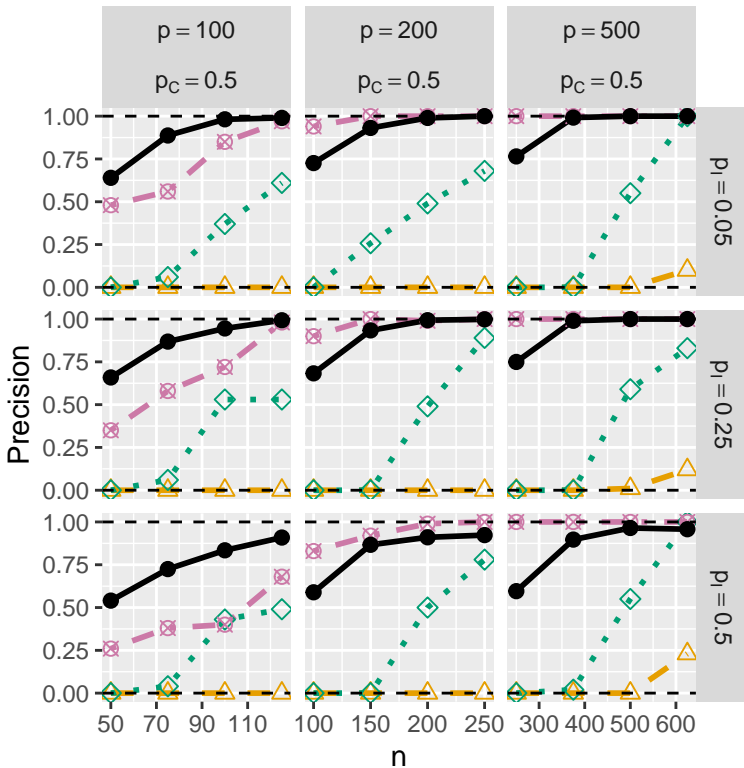 p = 100
p = 200
p = 500
p_C = 0.5
p_C = 0.5
p_C = 0.5
1.00
0.75
0.50
0.25
0.00
p_I = 0.05
1.00
0.75
0.50
0.25
0.00
p_I = 0.25
1.00
0.75
0.50
0.25
0.00
p_I = 0.5
Precision
50 70 90 110
100 150 200 250
300 400 500 600
n